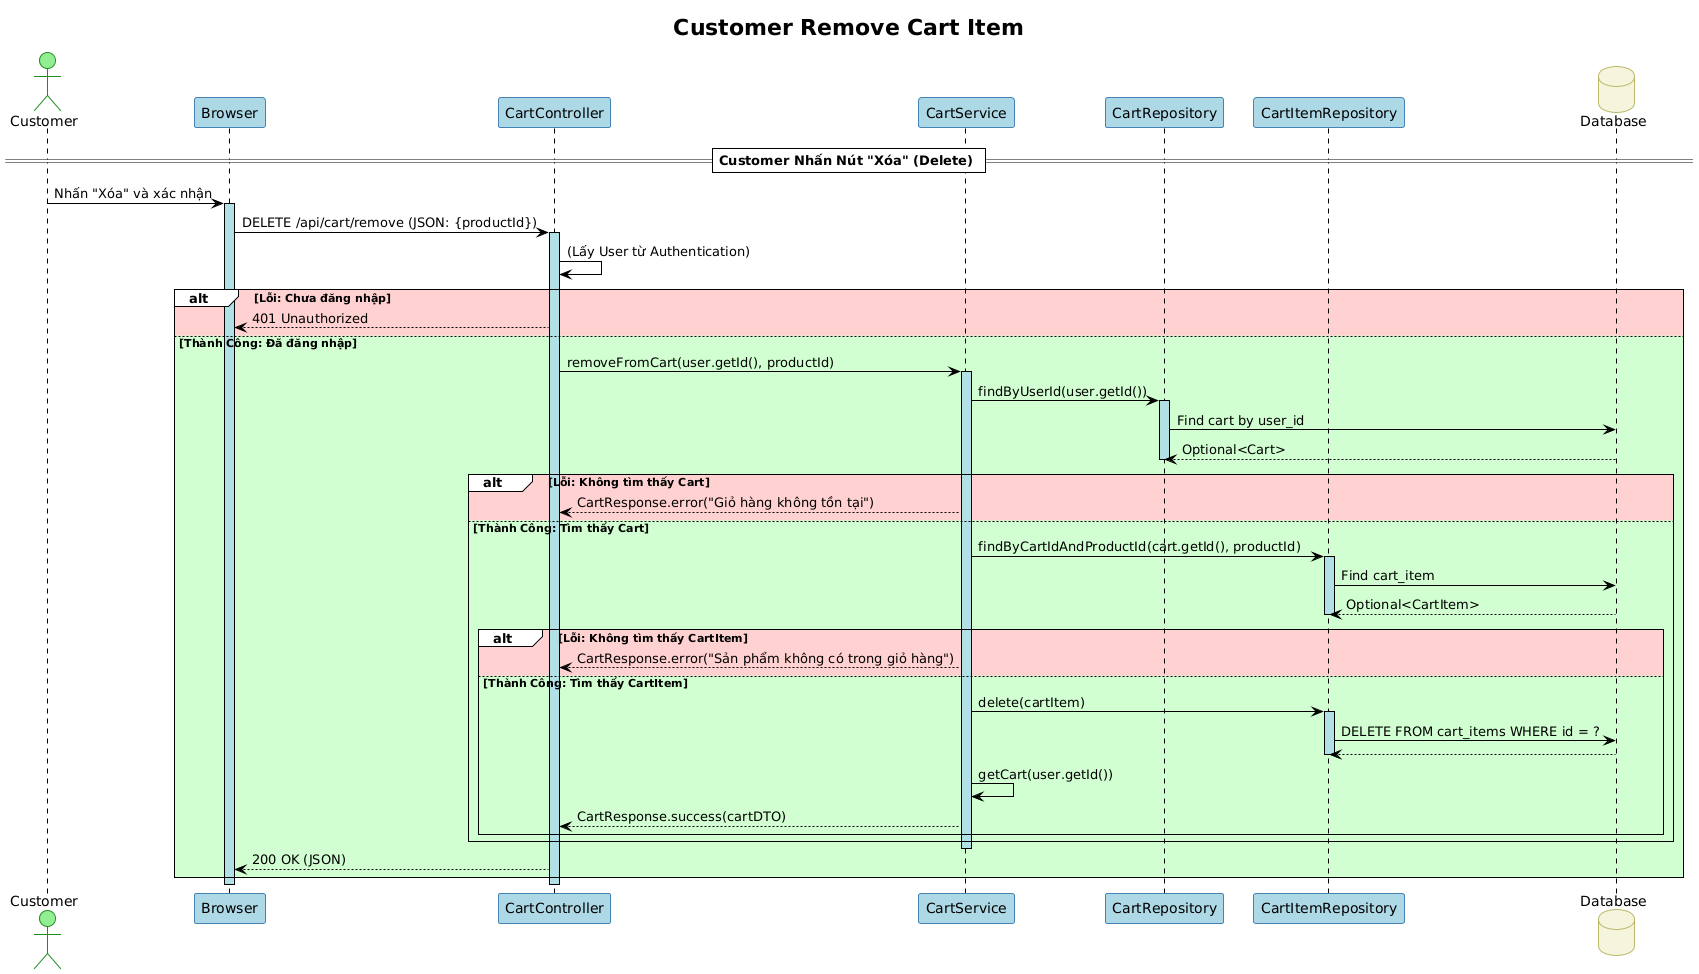 Customer Remove Cart Item
Customer
Browser
CartController
CartService
CartRepository
CartItemRepository
Database
Customer Nhấn Nút "Xóa" (Delete)
Nhấn "Xóa" và xác nhận
DELETE /api/cart/remove (JSON: {productId})
(Lấy User từ Authentication)
alt [Lỗi: Chưa đăng nhập]
401 Unauthorized
[Thành Công: Đã đăng nhập]
removeFromCart(user.getId(), productId)
findByUserId(user.getId())
Find cart by user_id
Optional<Cart>
alt [Lỗi: Không tìm thấy Cart]
CartResponse.error("Giỏ hàng không tồn tại")
[Thành Công: Tìm thấy Cart]
findByCartIdAndProductId(cart.getId(), productId)
Find cart_item
Optional<CartItem>
alt [Lỗi: Không tìm thấy CartItem]
CartResponse.error("Sản phẩm không có trong giỏ hàng")
[Thành Công: Tìm thấy CartItem]
delete(cartItem)
DELETE FROM cart_items WHERE id = ?
getCart(user.getId())
CartResponse.success(cartDTO)
200 OK (JSON)
Customer
Browser
CartController
CartService
CartRepository
CartItemRepository
Database